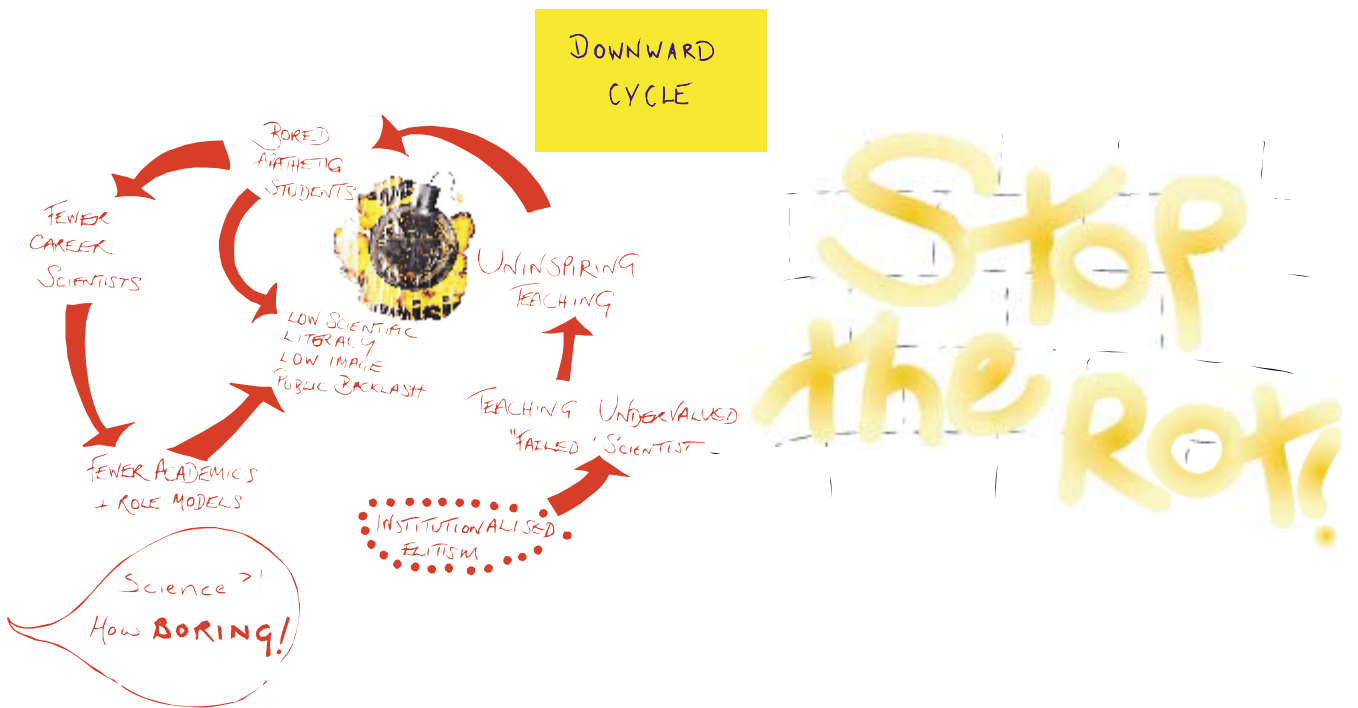 DOWNWARD
CYCLE
BORED
APATHETIC
STUDENTS
FEWER
CAREER
SCIENTISTS
UNINSPIRING
TEACHING
LOW SCIENTIFIC
LITERACY
LOW IMAGE
PUBLIC BACKLASH
TEACHING UNDERVALUED
"FAILED" SCIENTIST
FEWER ACADEMICS
+ ROLE MODELS
INSTITUTIONALISED
ELITISM
Science?!
How BORING!
Stop
the
Rot!